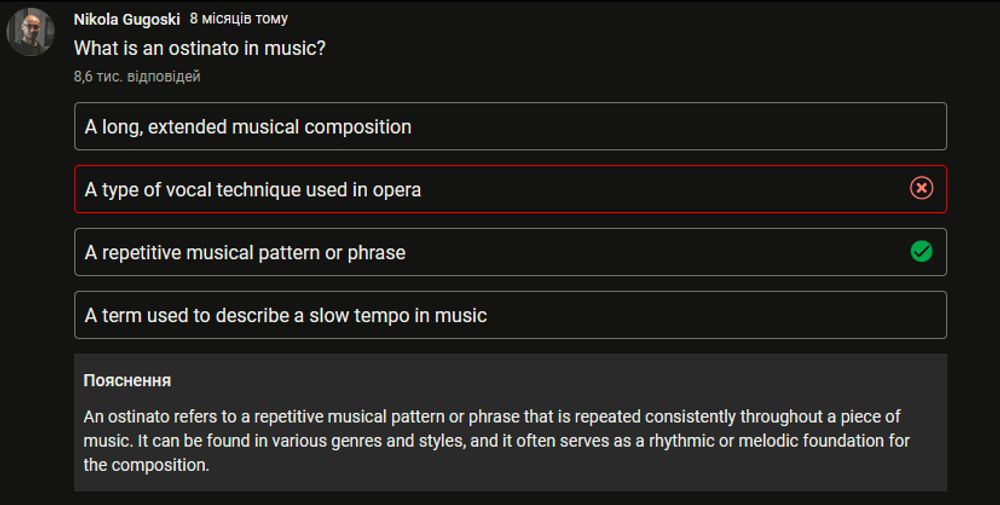 Nikola Gugoski 8 місяців тому
What is an ostinato in music?
8,6 тис. відповідей
A long, extended musical composition
A type of vocal technique used in opera
A repetitive musical pattern or phrase
A term used to describe a slow tempo in music
Пояснення
An ostinato refers to a repetitive musical pattern or phrase that is repeated consistently throughout a piece of
music. It can be found in various genres and styles, and it often serves as a rhythmic or melodic foundation for
the composition.